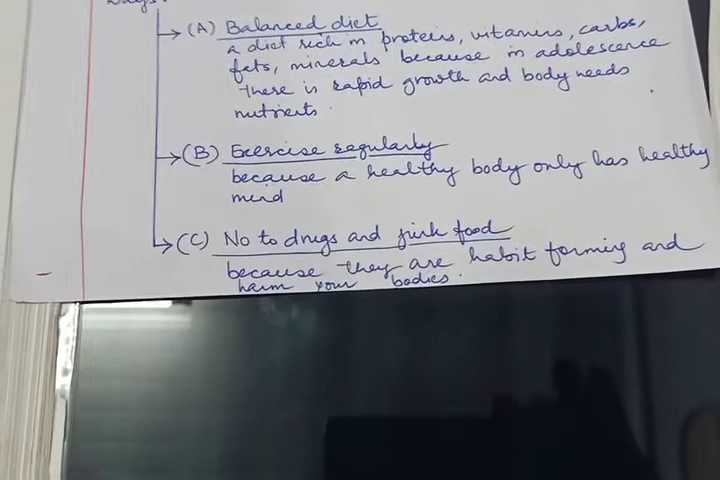 Ways:
(A) Balanced diet
a diet rich in proteins, vitamins, carbs,
fats, minerals because in adolescence
there is rapid growth and body needs
nutrients.
(B) Exercise regularly
because a healthy body only has healthy
mind
(C) No to drugs and junk food
because they are habit forming and
harm your bodies.